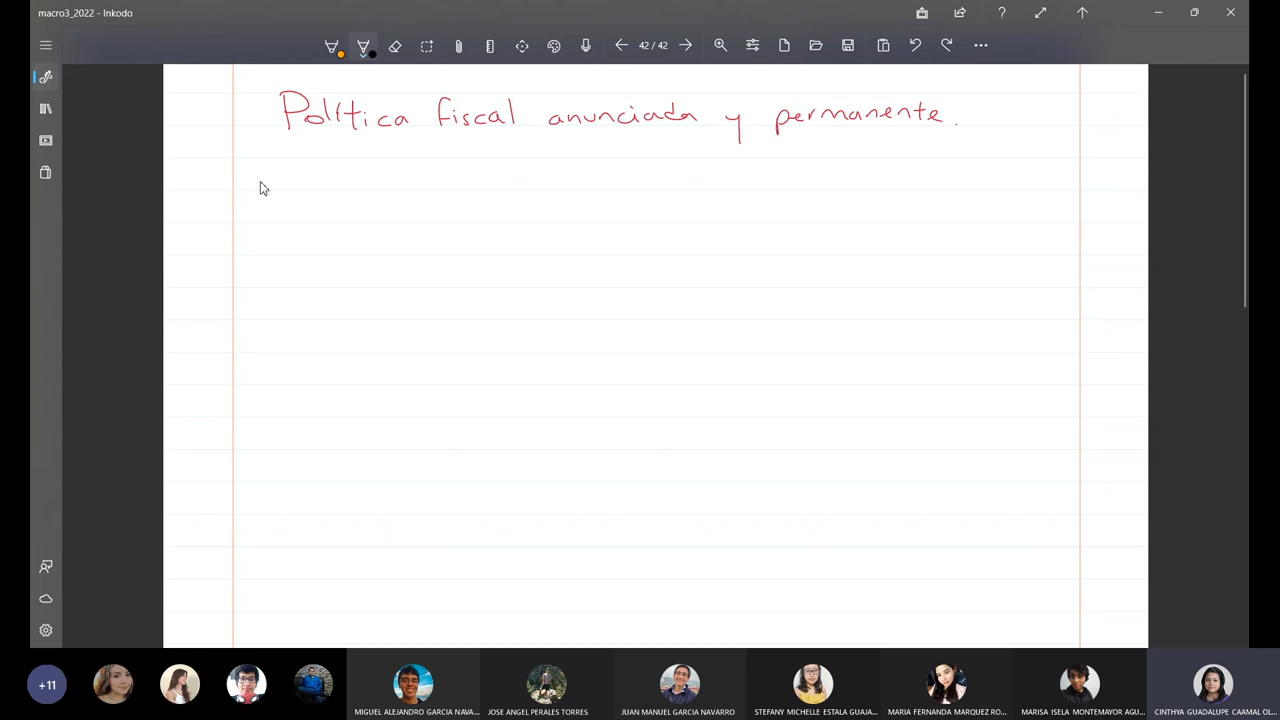 macro3_2022 - Inkodo
42 / 42
Política fiscal anunciada y permanente.
+11
MIGUEL ALEJANDRO GARCIA NAVA...
JOSE ANGEL PERALES TORRES
JUAN MANUEL GARCIA NAVARRO
STEFANY MICHELLE ESTALA GUAJA...
MARIA FERNANDA MARQUEZ RO...
MARISA ISELA MONTEMAYOR AGU...
CINTHYA GUADALUPE CAAMAL OL...